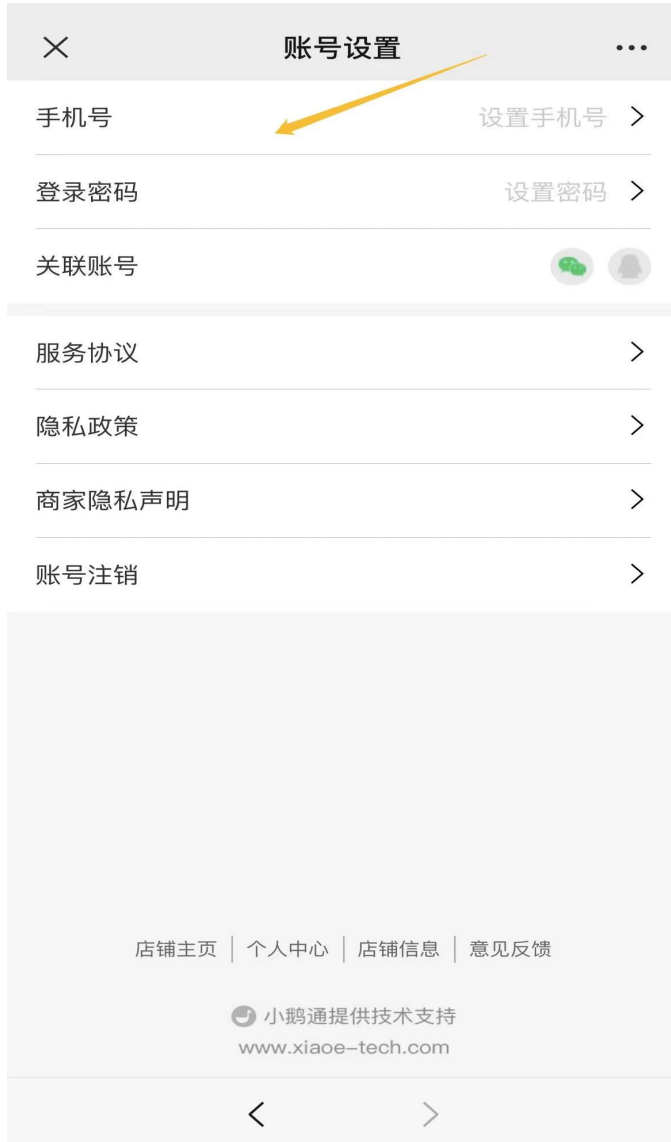 账号设置
手机号 设置手机号
登录密码 设置密码
关联账号
服务协议
隐私政策
商家隐私声明
账号注销
店铺主页 | 个人中心 | 店铺信息 | 意见反馈
小鹅通提供技术支持
www.xiaoe-tech.com